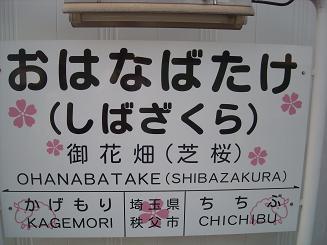 おはなばたけ
(しばざくら)
御花畑(芝桜)
OHANABATAKE(SHIBAZAKURA)
かげもり 埼玉県 ちちぶ
KAGEMORI 秩父市 CHICHIBU